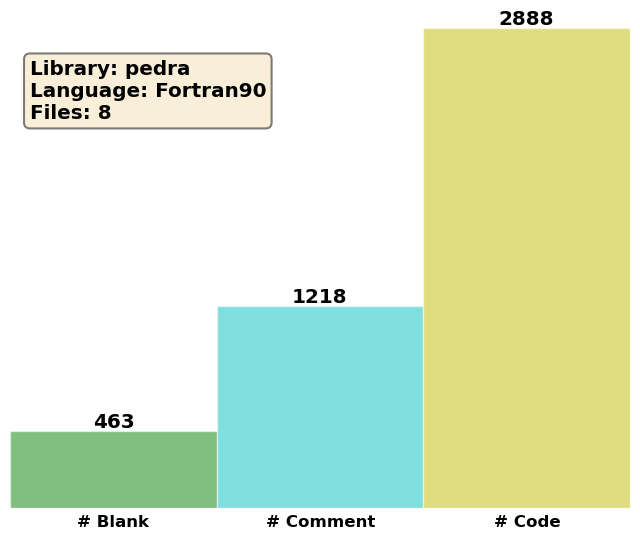 2888
Library: pedra
Language: Fortran90
Files: 8
1218
463
# Blank
# Comment
# Code